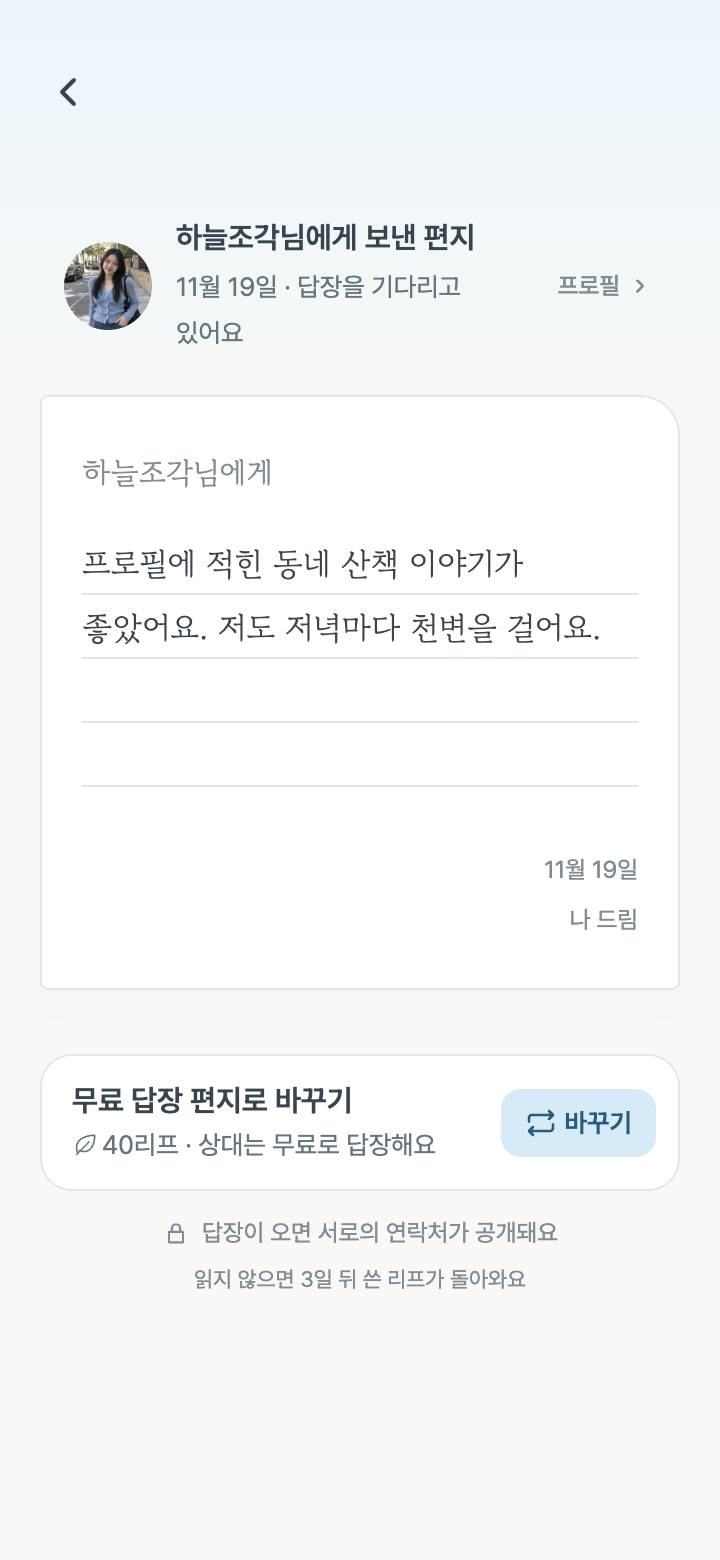 하늘조각님에게 보낸 편지
11월 19일 · 답장을 기다리고
있어요
프로필
하늘조각님에게
프로필에 적힌 동네 산책 이야기가
좋았어요. 저도 저녁마다 천변을 걸어요.
11월 19일
나 드림
무료 답장 편지로 바꾸기
40리프 · 상대는 무료로 답장해요
바꾸기
답장이 오면 서로의 연락처가 공개돼요
읽지 않으면 3일 뒤 쓴 리프가 돌아와요